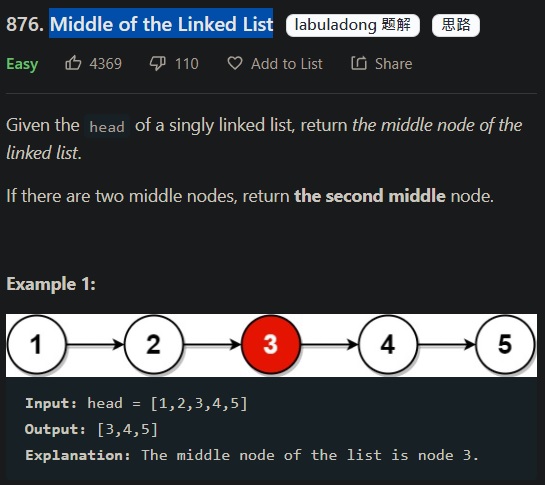 876. Middle of the Linked List labuladong 题解 思路
Easy 4369 110 Add to List Share
Given the head of a singly linked list, return the middle node of the
linked list.
If there are two middle nodes, return the second middle node.
Example 1:
1 2 3 4 5
Input: head = [1,2,3,4,5]
Output: [3,4,5]
Explanation: The middle node of the list is node 3.